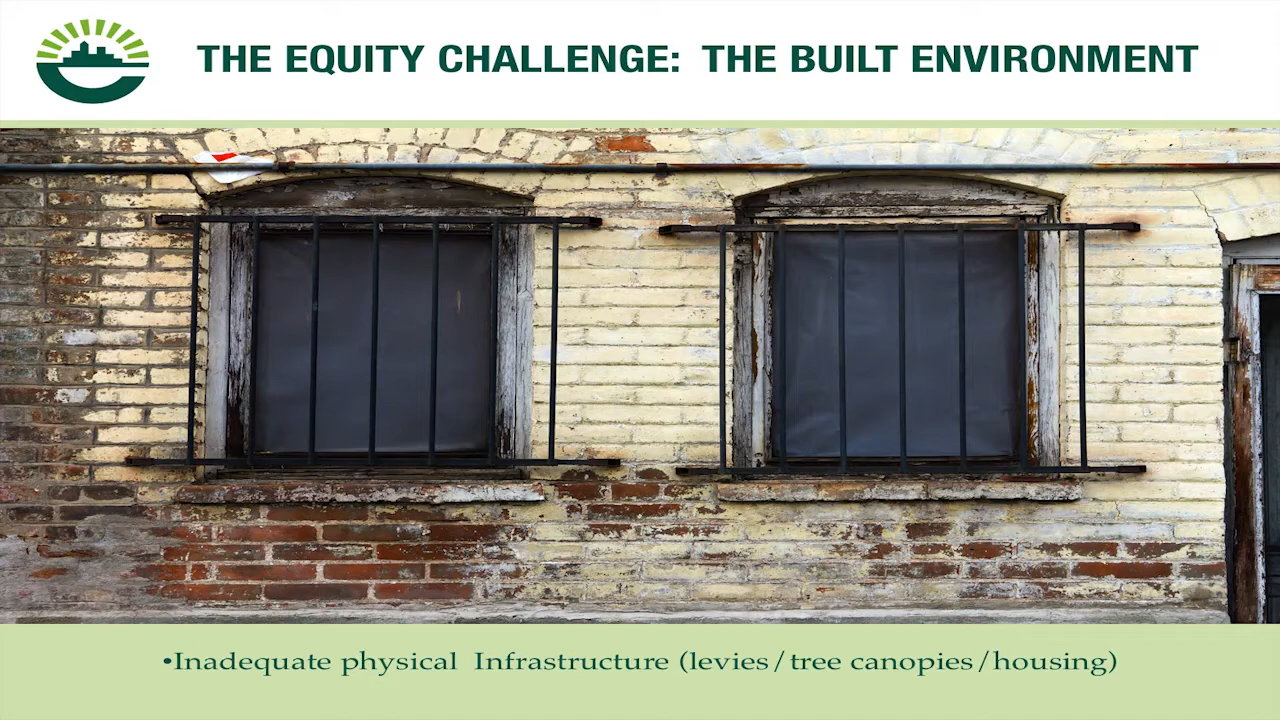 THE EQUITY CHALLENGE: THE BUILT ENVIRONMENT
•Inadequate physical Infrastructure (levies/tree canopies/housing)